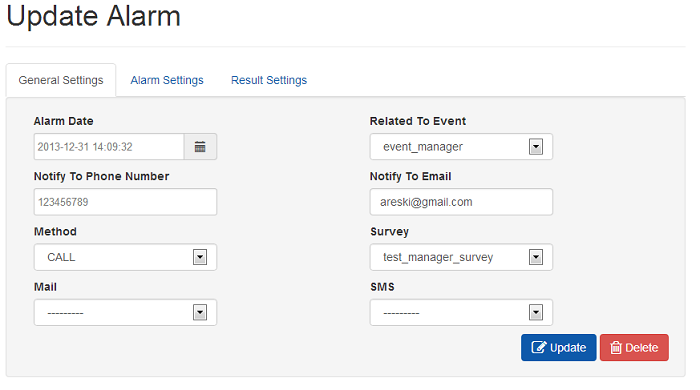 Update Alarm
General Settings Alarm Settings Result Settings
Alarm Date Related To Event
2013-12-31 14:09:32 event_manager
Notify To Phone Number Notify To Email
123456789 areski@gmail.com
Method Survey
CALL test_manager_survey
Mail SMS
--------- ---------
Update Delete